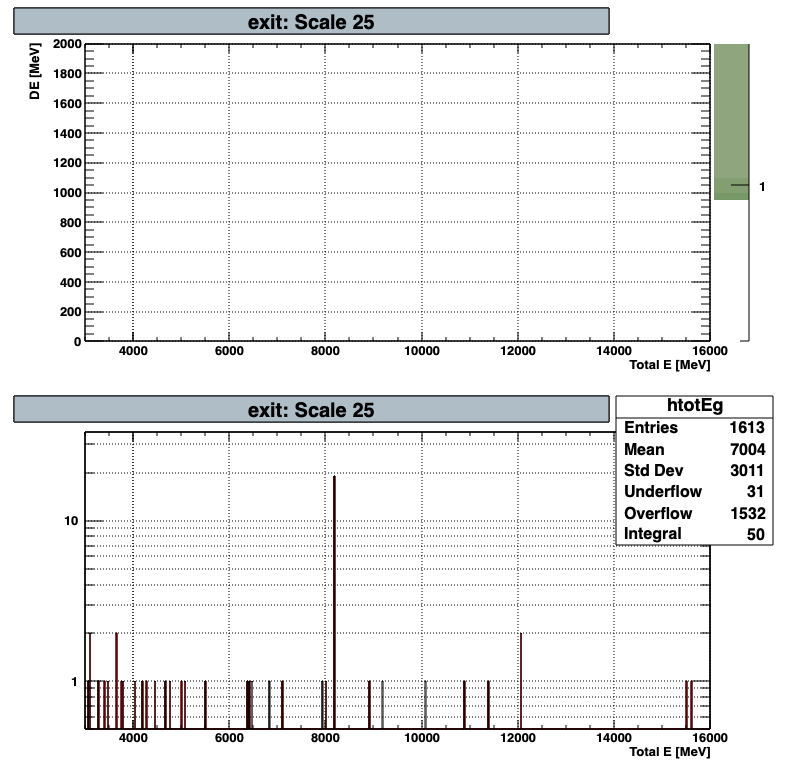 exit: Scale 25
DE [MeV]
2000
1800
1600
1400
1200
1000
800
600
400
200
0
1
4000 6000 8000 10000 12000 14000 16000
Total E [MeV]
exit: Scale 25
htotEg
Entries 1613
Mean 7004
Std Dev 3011
Underflow 31
Overflow 1532
Integral 50
10
1
4000 6000 8000 10000 12000 14000 16000
Total E [MeV]